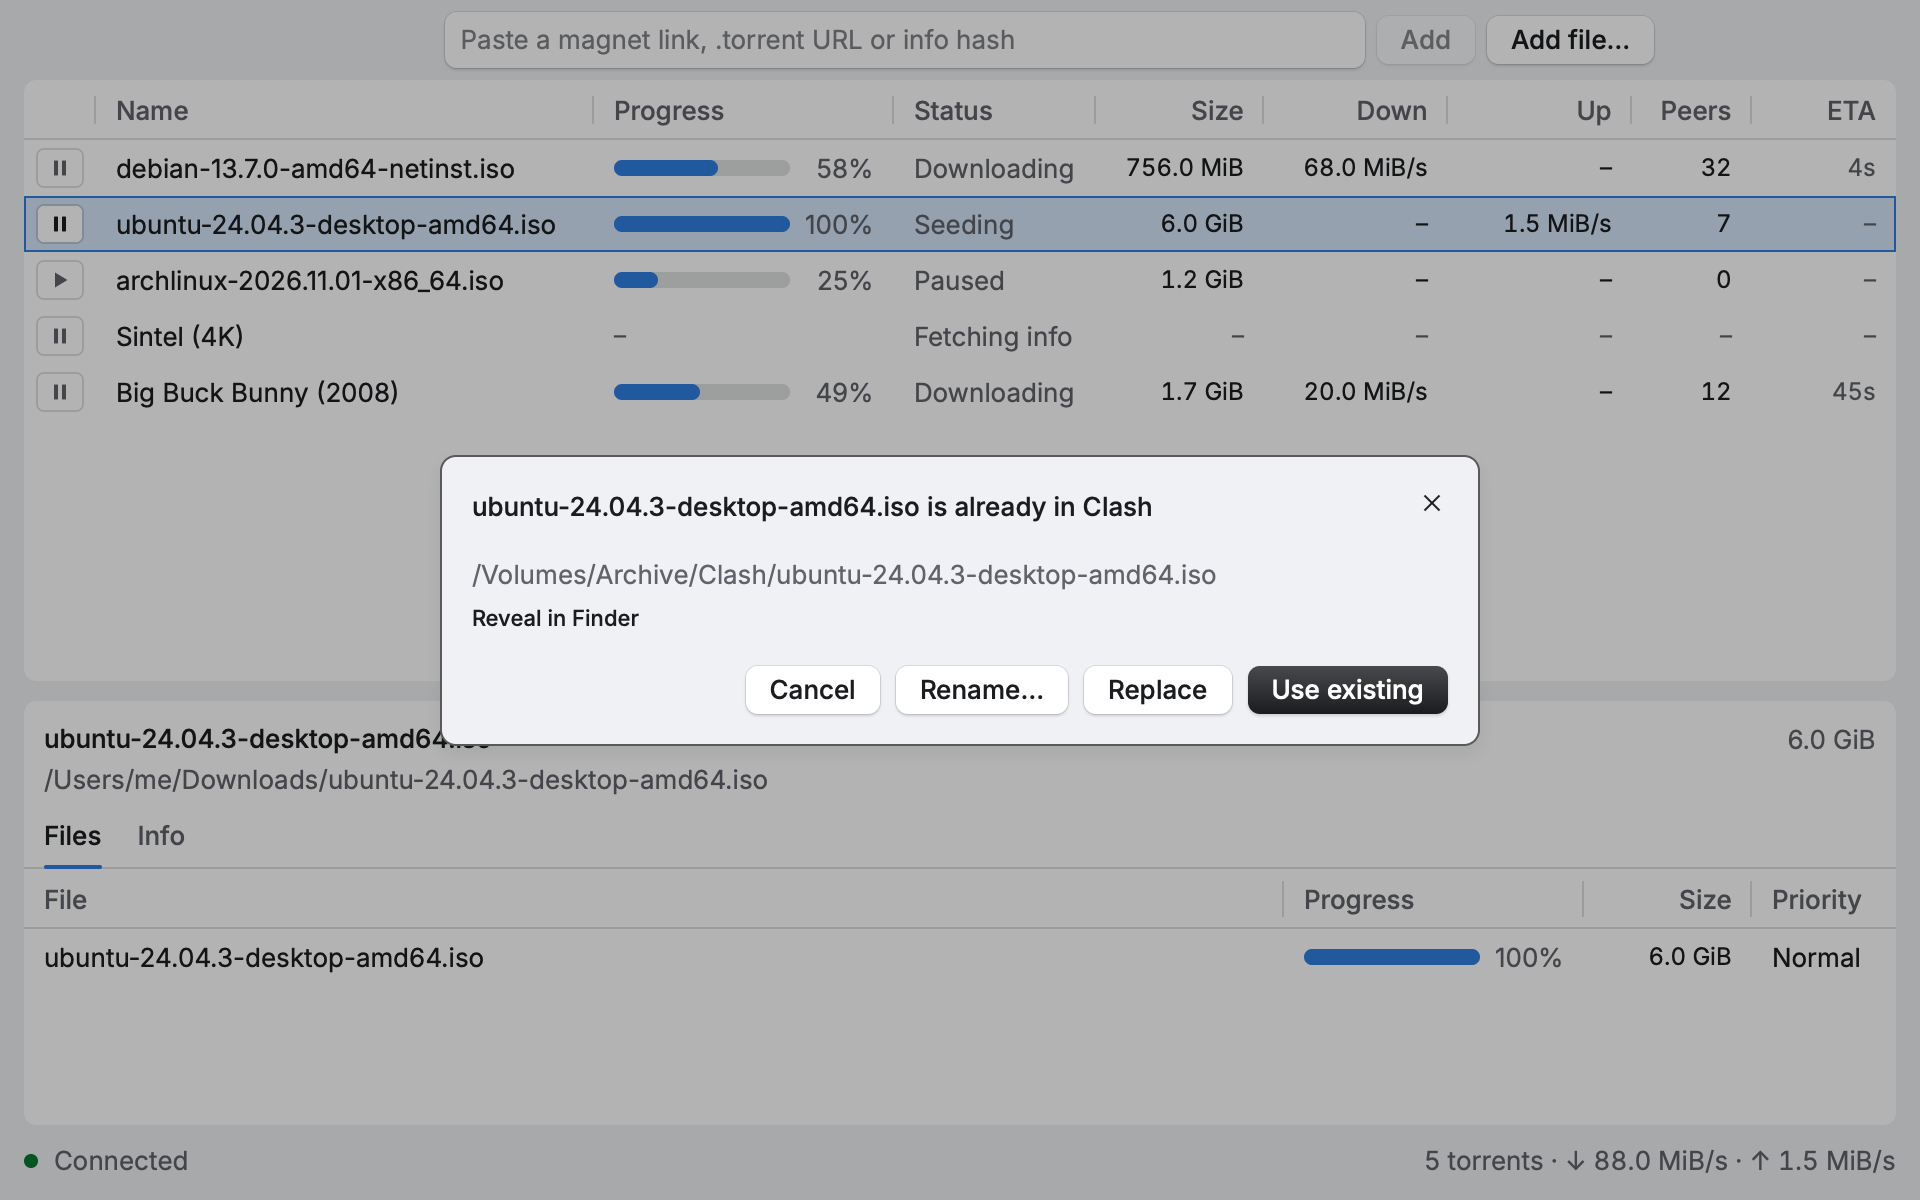 Paste a magnet link, .torrent URL or info hash Add Add file...
Name Progress Status Size Down Up Peers ETA
debian-13.7.0-amd64-netinst.iso 58% Downloading 756.0 MiB 68.0 MiB/s – 32 4s
ubuntu-24.04.3-desktop-amd64.iso 100% Seeding 6.0 GiB – 1.5 MiB/s 7 –
archlinux-2026.11.01-x86_64.iso 25% Paused 1.2 GiB – – 0 –
Sintel (4K) – Fetching info – – – – –
Big Buck Bunny (2008) 49% Downloading 1.7 GiB 20.0 MiB/s – 12 45s
ubuntu-24.04.3-desktop-amd64.iso is already in Clash
/Volumes/Archive/Clash/ubuntu-24.04.3-desktop-amd64.iso
Reveal in Finder
Cancel Rename... Replace Use existing
ubuntu-24.04.3-desktop-amd64.iso 6.0 GiB
/Users/me/Downloads/ubuntu-24.04.3-desktop-amd64.iso
Files Info
File Progress Size Priority
ubuntu-24.04.3-desktop-amd64.iso 100% 6.0 GiB Normal
Connected 5 torrents · ↓ 88.0 MiB/s · ↑ 1.5 MiB/s